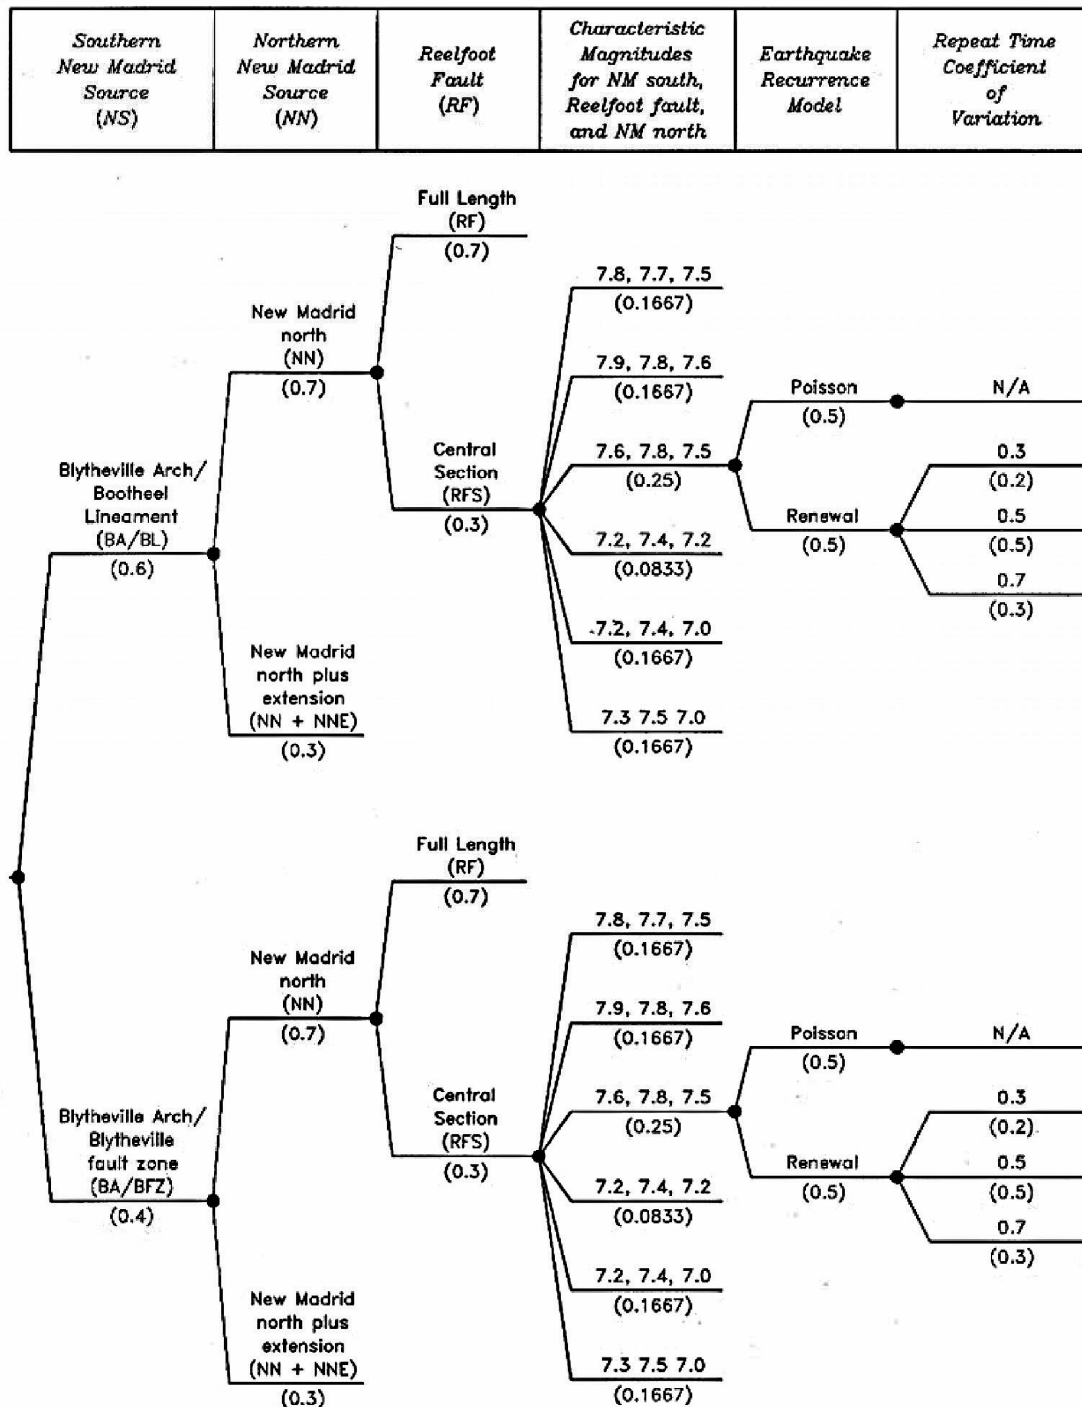 Southern
New Madrid
Source
(NS)
Northern
New Madrid
Source
(NN)
Reelfoot
Fault
(RF)
Characteristic
Magnitudes
for NM south,
Reelfoot fault,
and NM north
Earthquake
Recurrence
Model
Repeat Time
Coefficient
of
Variation
Full Length
(RF)
(0.7)
7.8, 7.7, 7.5
(0.1667)
New Madrid
north
(NN)
(0.7)
7.9, 7.8, 7.6
(0.1667)
Poisson
(0.5)
N/A
Central
Section
(RFS)
(0.3)
7.6, 7.8, 7.5
(0.25)
0.3
(0.2)
Blytheville Arch/
Bootheel
Lineament
(BA/BL)
(0.6)
Renewal
(0.5)
0.5
(0.5)
7.2, 7.4, 7.2
(0.0833)
0.7
(0.3)
7.2, 7.4, 7.0
(0.1667)
New Madrid
north plus
extension
(NN + NNE)
(0.3)
7.3 7.5 7.0
(0.1667)
Full Length
(RF)
(0.7)
7.8, 7.7, 7.5
(0.1667)
New Madrid
north
(NN)
(0.7)
7.9, 7.8, 7.6
(0.1667)
Poisson
(0.5)
N/A
Central
Section
(RFS)
(0.3)
7.6, 7.8, 7.5
(0.25)
0.3
(0.2)
Blytheville Arch/
Blytheville
fault zone
(BA/BFZ)
(0.4)
Renewal
(0.5)
0.5
(0.5)
7.2, 7.4, 7.2
(0.0833)
0.7
(0.3)
7.2, 7.4, 7.0
(0.1667)
New Madrid
north plus
extension
(NN + NNE)
(0.3)
7.3 7.5 7.0
(0.1667)